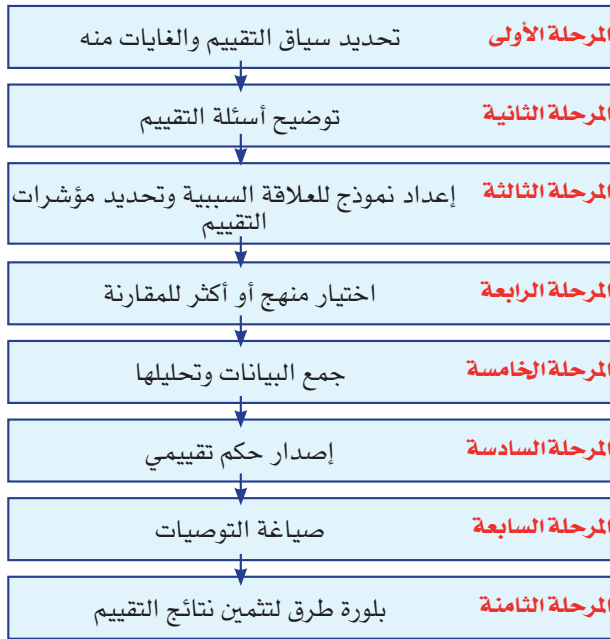 المرحلة الأولى تحديد سياق التقييم والغايات منه
المرحلة الثانية توضيح أسئلة التقييم
المرحلة الثالثة إعداد نموذج للعلاقة السببية وتحديد مؤشرات
التقييم
المرحلة الرابعة اختيار منهج أو أكثر للمقارنة
المرحلة الخامسة جمع البيانات وتحليلها
المرحلة السادسة إصدار حكم تقييمي
المرحلة السابعة صياغة التوصيات
المرحلة الثامنة بلورة طرق لتثمين نتائج التقييم